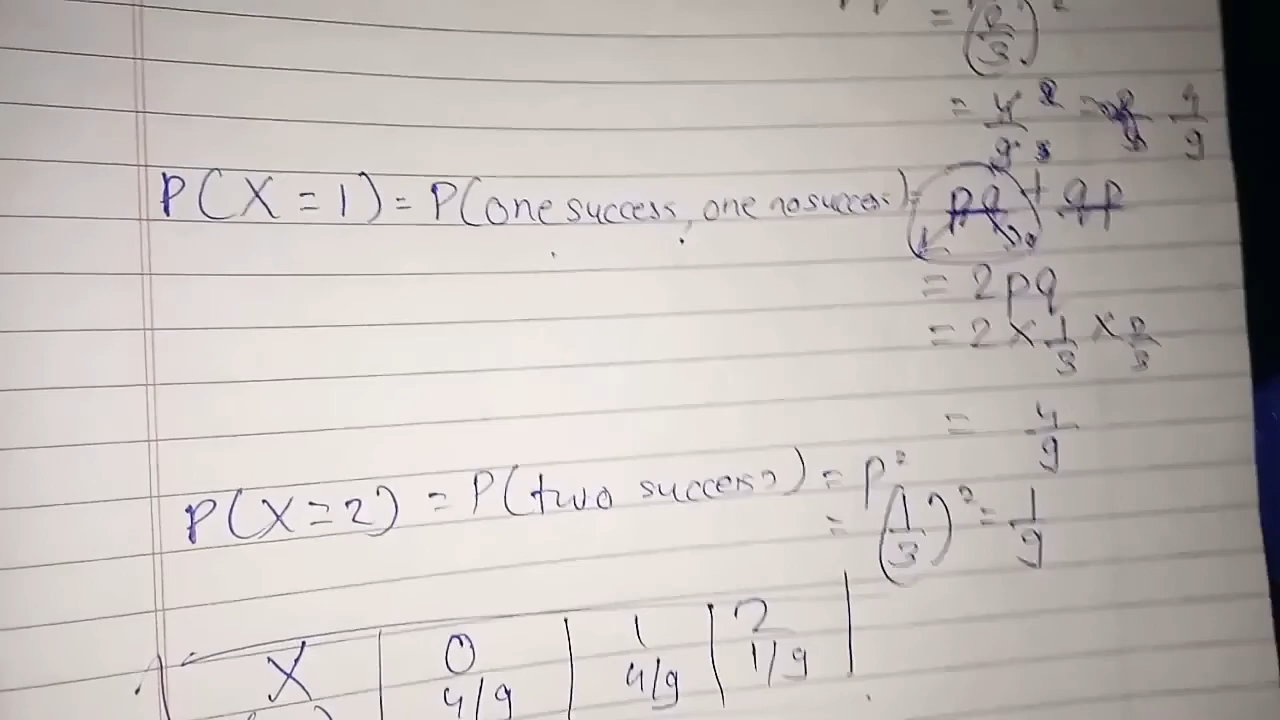 = (2/3)²
= 4/9 = 4/9
P(X = 1) = P(one success, one no success) = pq + qp
= 2pq
= 2 × 1/3 × 2/3
= 4/9
P(X = 2) = P(two success) = p²
= (1/3)² = 1/9
X | 0 | 1 | 2
4/9 | 4/9 | 1/9